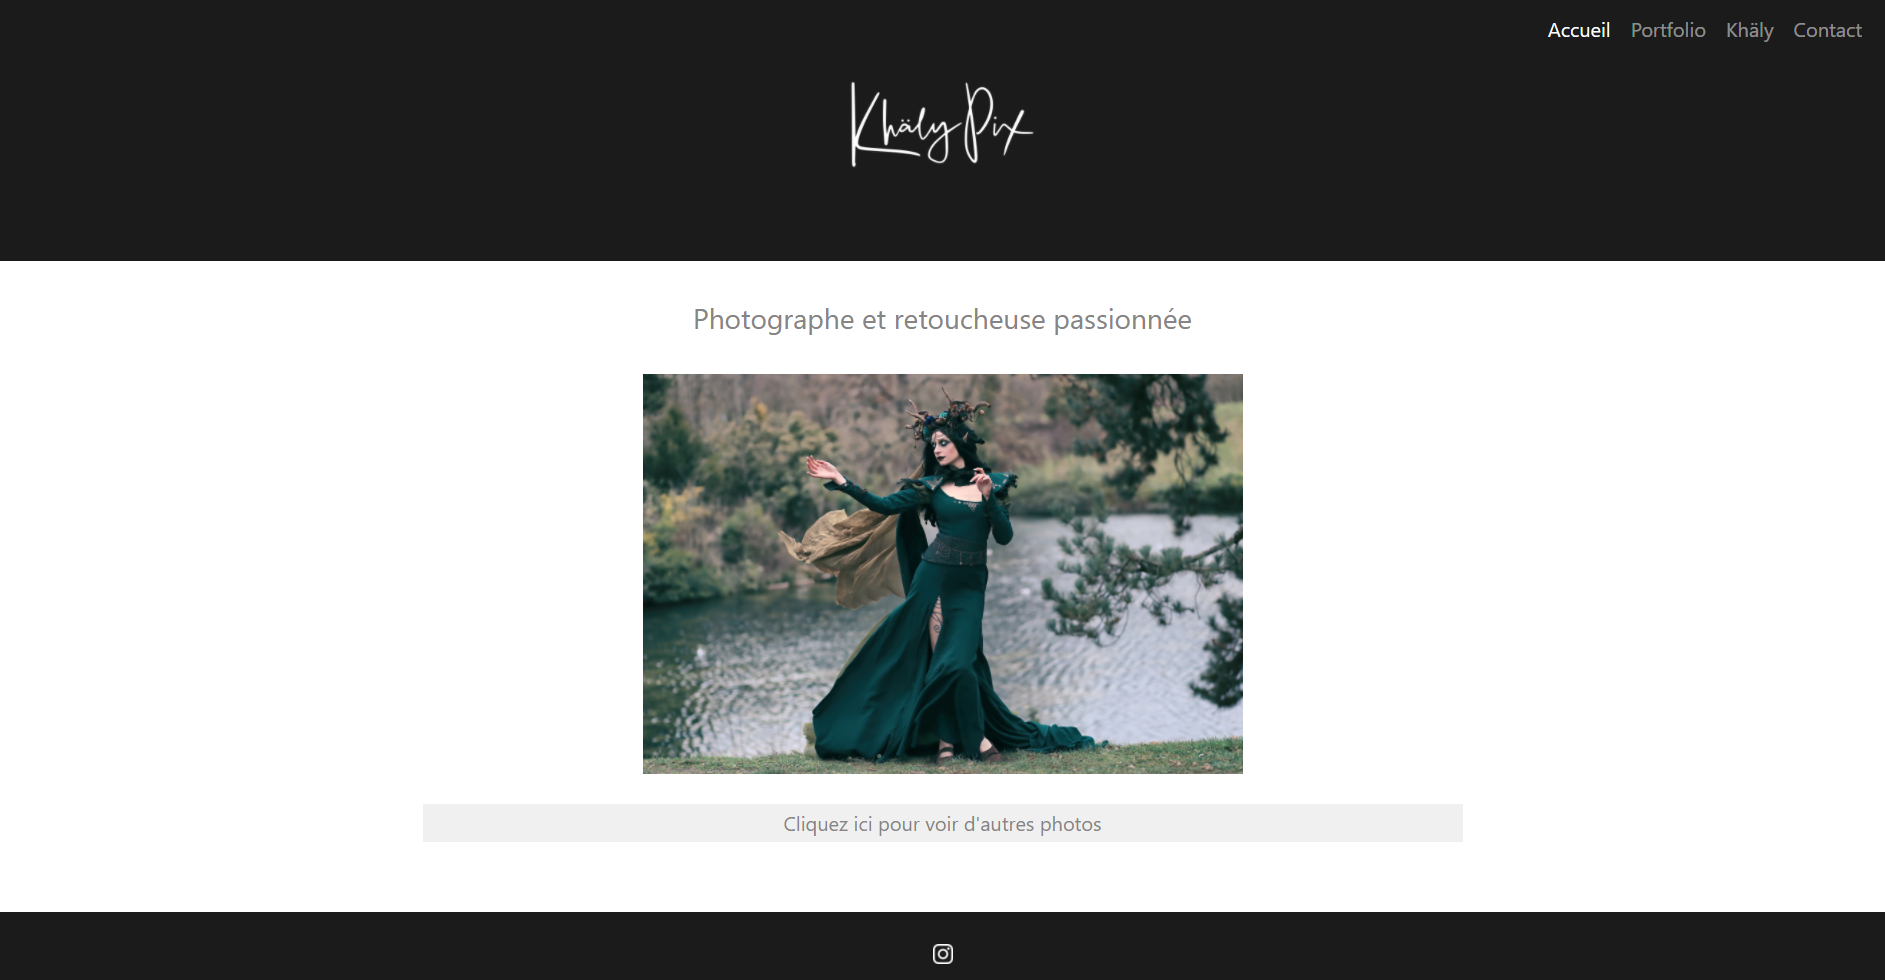 Accueil Portfolio Khäly Contact
Khäly Pix
Photographe et retoucheuse passionnée
Cliquez ici pour voir d'autres photos